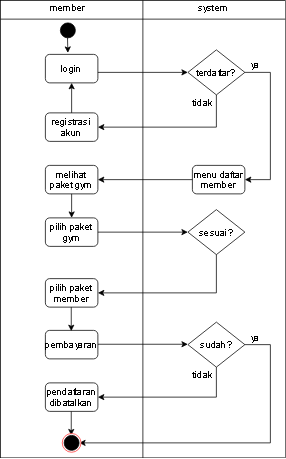 member
system
login
terdaftar?
ya
tidak
registrasi
akun
melihat
paket gym
menu daftar
member
pilih paket
gym
sesuai?
pilih paket
member
pembayaran
sudah?
ya
tidak
pendaftaran
dibatalkan